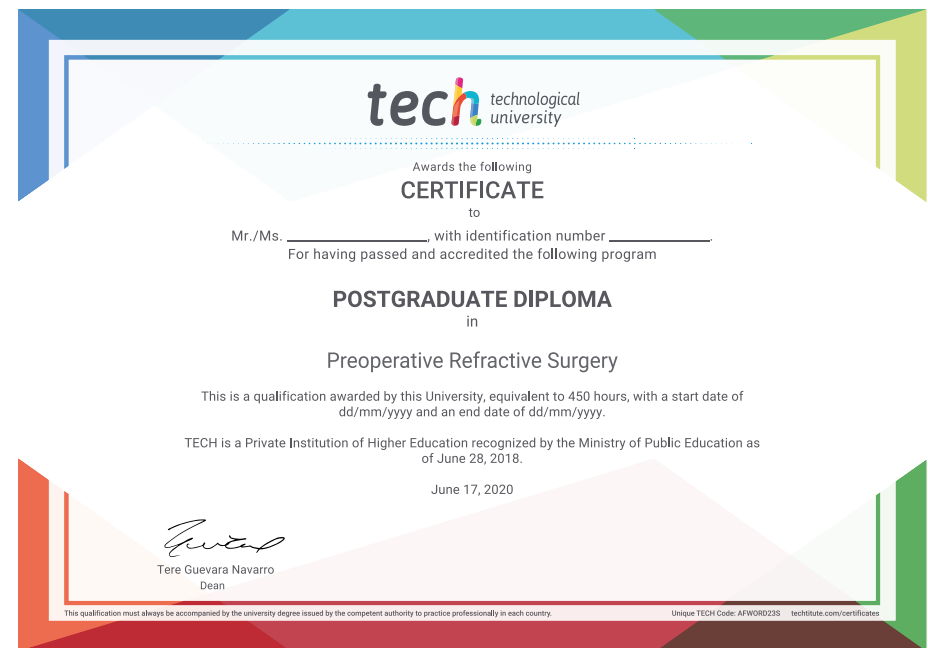 tech technological
university
Awards the following
CERTIFICATE
to
Mr./Ms. ____________, with identification number ____________.
For having passed and accredited the following program
POSTGRADUATE DIPLOMA
in
Preoperative Refractive Surgery
This is a qualification awarded by this University, equivalent to 450 hours, with a start date of
dd/mm/yyyy and an end date of dd/mm/yyyy.
TECH is a Private Institution of Higher Education recognized by the Ministry of Public Education as
of June 28, 2018.
June 17, 2020
Tere Guevara Navarro
Dean
This qualification must always be accompanied by the university degree issued by the competent authority to practice professionally in each country. Unique TECH Code: AFWORD23S techtitute.com/certificates